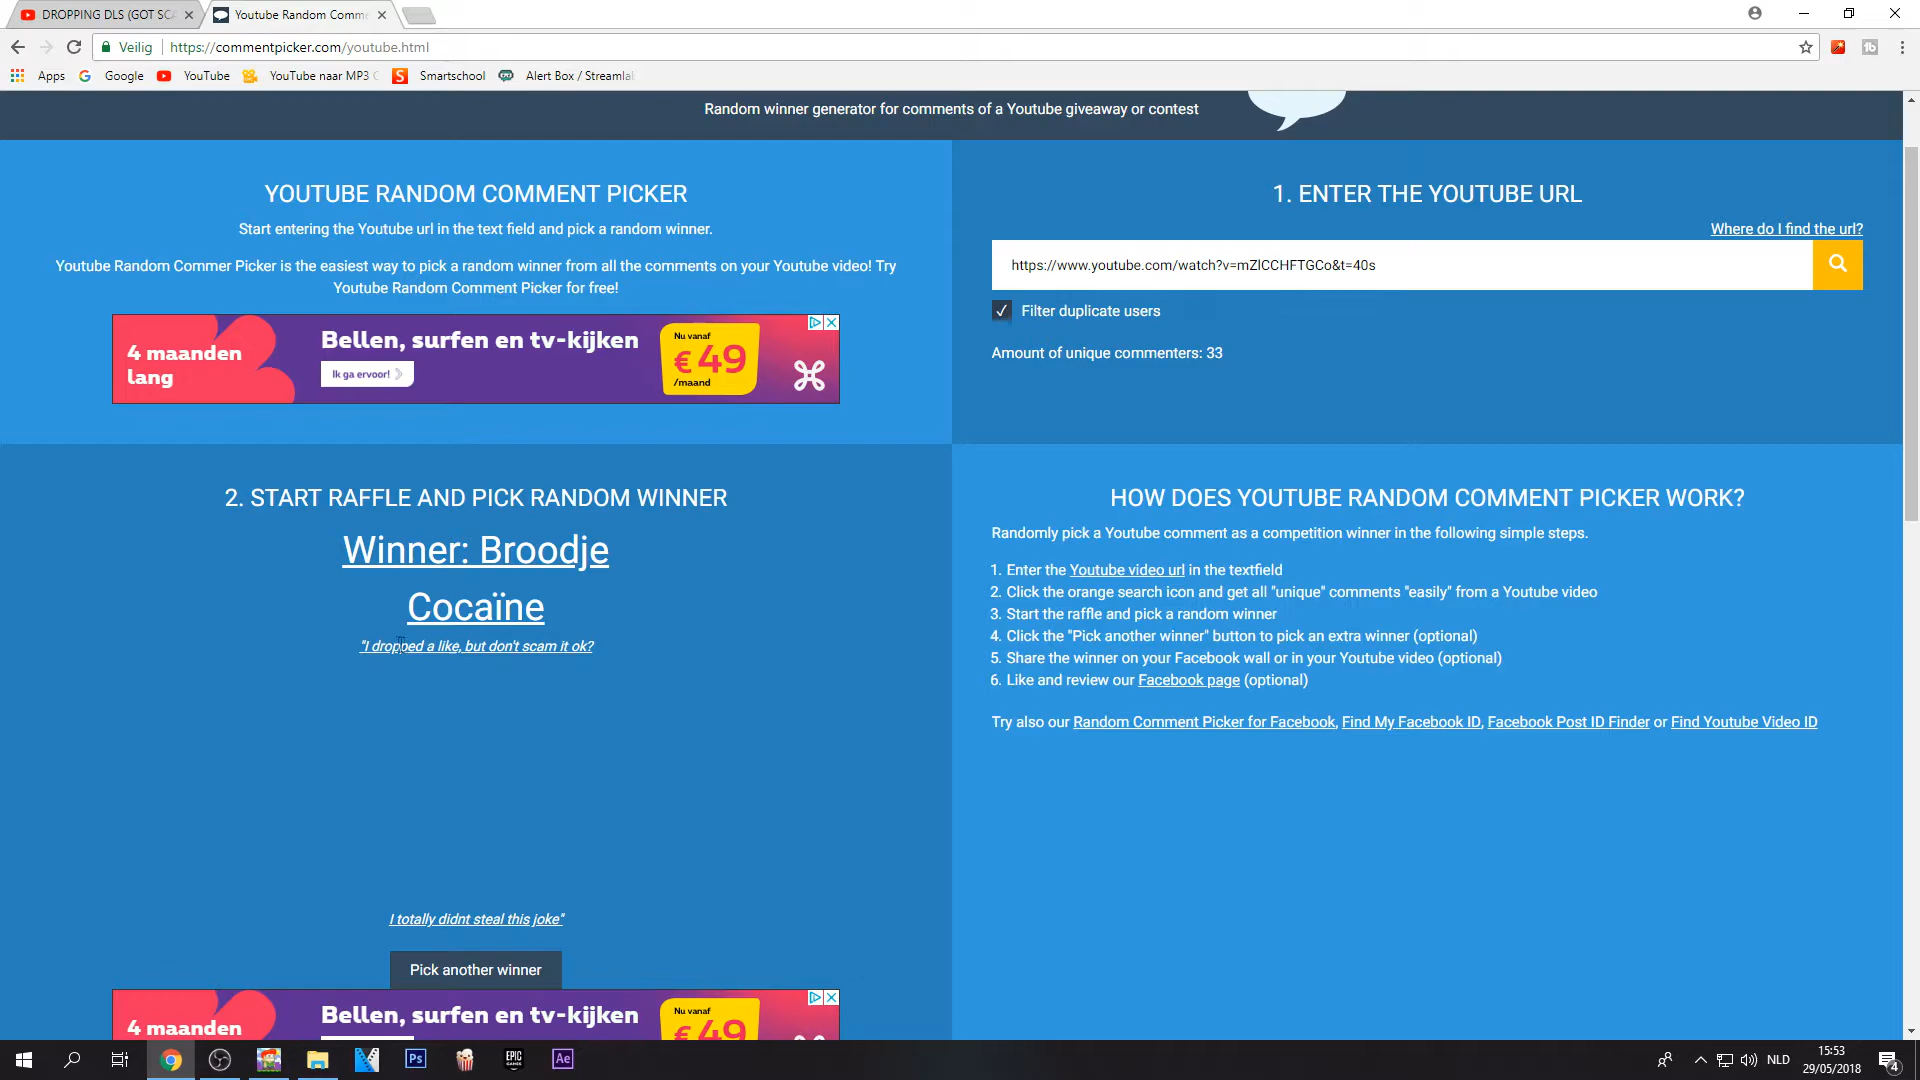 DROPPING DLS (GOT SCA
Youtube Random Comme
Veilig
https://commentpicker.com/youtube.html
Apps
Google
YouTube
YouTube naar MP3 C
Smartschool
Alert Box / Streamlab
Random winner generator for comments of a Youtube giveaway or contest
YOUTUBE RANDOM COMMENT PICKER
Start entering the Youtube url in the text field and pick a random winner.
Youtube Random Commer Picker is the easiest way to pick a random winner from all the comments on your Youtube video! Try
Youtube Random Comment Picker for free!
4 maanden
lang
Bellen, surfen en tv-kijken
Ik ga ervoor!
Nu vanaf
€ 49
/maand
1. ENTER THE YOUTUBE URL
Where do I find the url?
https://www.youtube.com/watch?v=mZlCCHFTGCo&t=40s
Filter duplicate users
Amount of unique commenters: 33
2. START RAFFLE AND PICK RANDOM WINNER
Winner: Broodje
Cocaïne
"I dropped a like, but don't scam it ok?
I totally didnt steal this joke"
Pick another winner
4 maanden
Bellen, surfen en tv-kijken
Nu vanaf
€ 49
HOW DOES YOUTUBE RANDOM COMMENT PICKER WORK?
Randomly pick a Youtube comment as a competition winner in the following simple steps.
1. Enter the Youtube video url in the textfield
2. Click the orange search icon and get all "unique" comments "easily" from a Youtube video
3. Start the raffle and pick a random winner
4. Click the "Pick another winner" button to pick an extra winner (optional)
5. Share the winner on your Facebook wall or in your Youtube video (optional)
6. Like and review our Facebook page (optional)
Try also our Random Comment Picker for Facebook, Find My Facebook ID, Facebook Post ID Finder or Find Youtube Video ID
Ps
EPIC
GAMES
Ae
NLD
15:53
29/05/2018
4